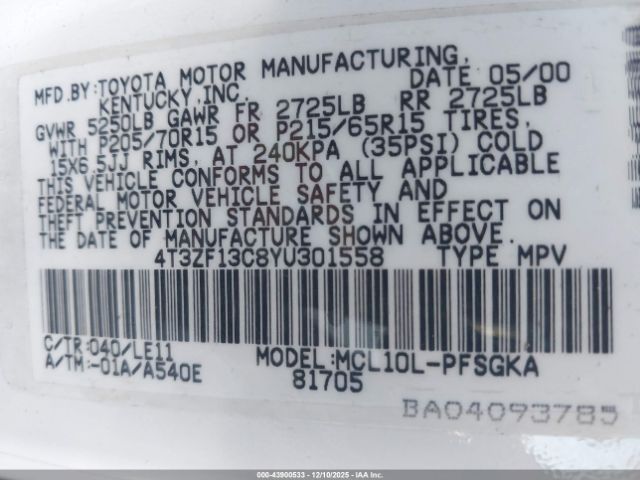 MFD.BY:TOYOTA MOTOR MANUFACTURING,
KENTUCKY,INC. DATE 05/00
GVWR 5250LB GAWR FR 2725LB RR 2725LB
WITH P205/70R15 OR P215/65R15 TIRES,
15X6.5JJ RIMS, AT 240KPA (35PSI) COLD
THIS VEHICLE CONFORMS TO ALL APPLICABLE
FEDERAL MOTOR VEHICLE SAFETY AND
THEFT PREVENTION STANDARDS IN EFFECT ON
THE DATE OF MANUFACTURE SHOWN ABOVE.
4T3ZF13C8YU301558 TYPE MPV
C/TR:040/LE11 MODEL:MCL10L-PFSGKA
A/TM:-01A/A540E 81705
BA04093785
000-43900533 - 12/10/2025 - IAA, LLC.